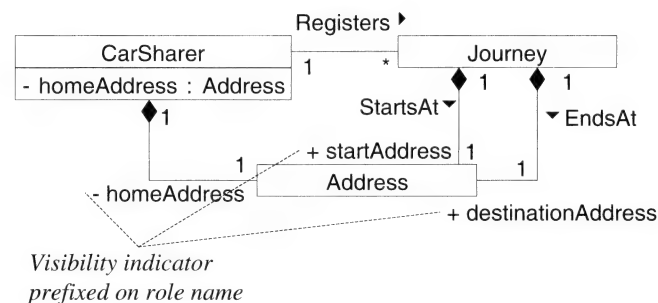 Registers
CarSharer
Journey
1
*
- homeAddress : Address
1
1
1
StartsAt
EndsAt
+ startAddress
1
1
1
Address
- homeAddress
+ destinationAddress
Visibility indicator
prefixed on role name